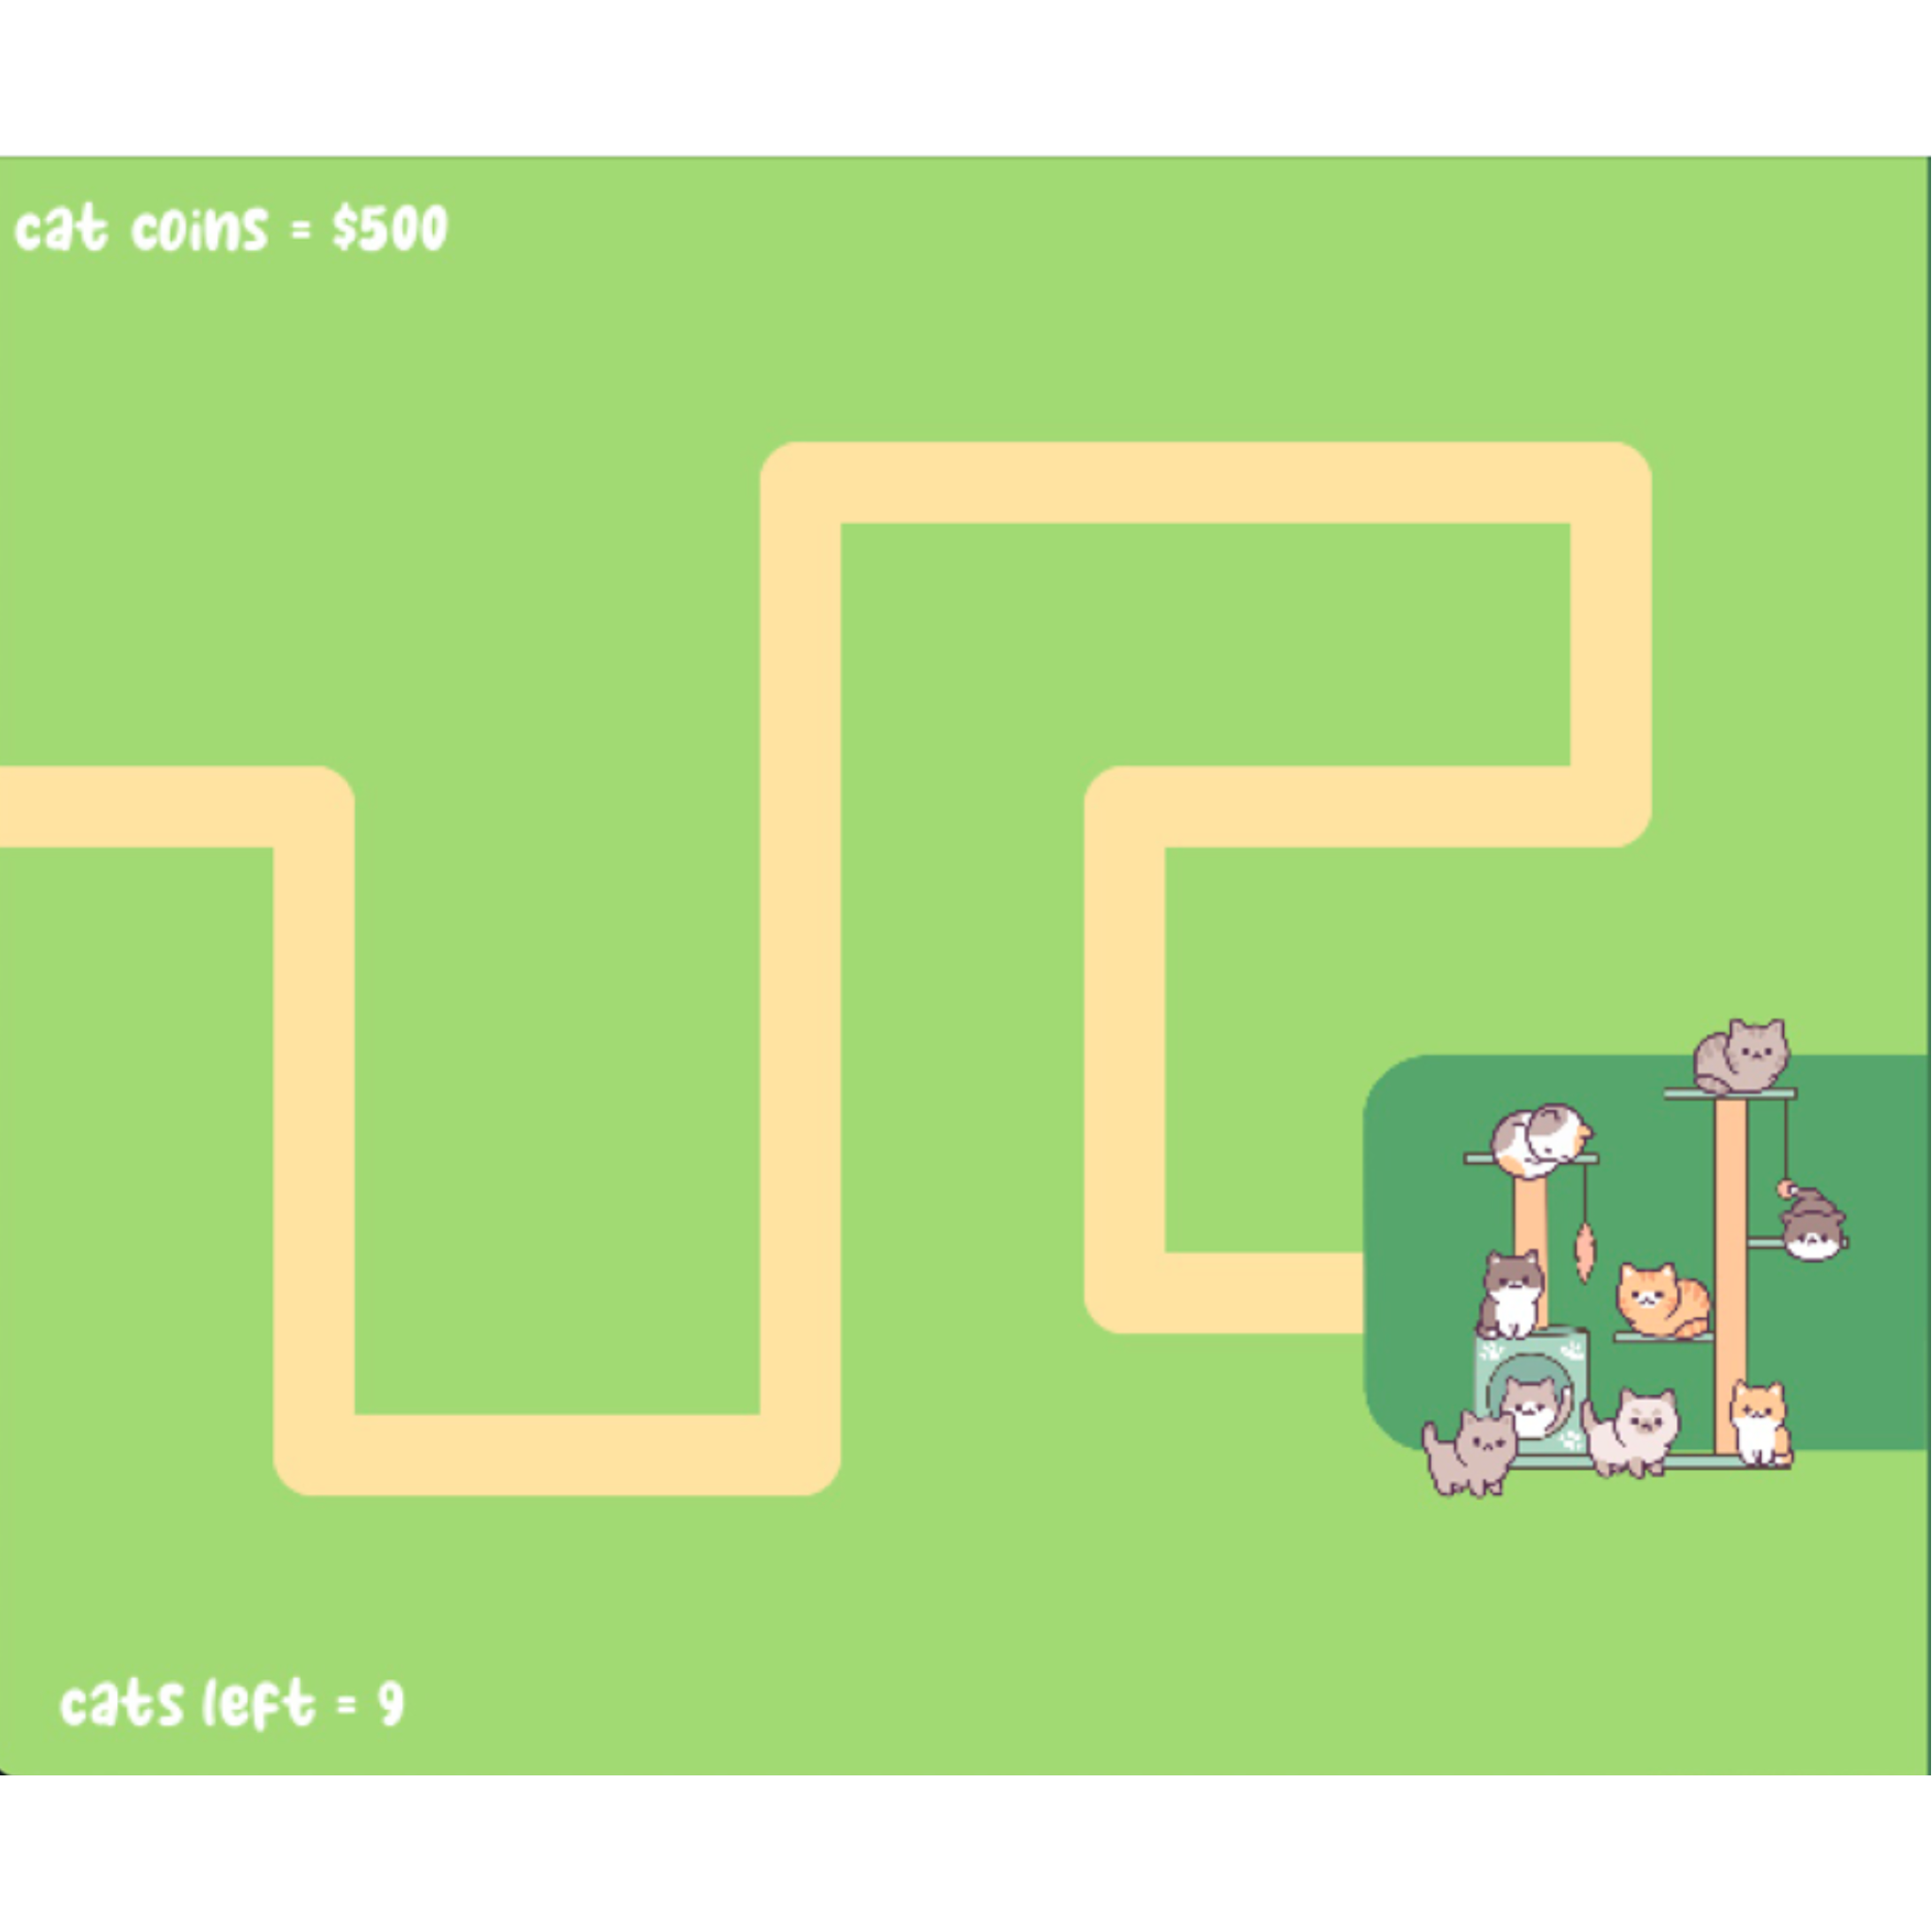 cat coins = $500
cats left = 9